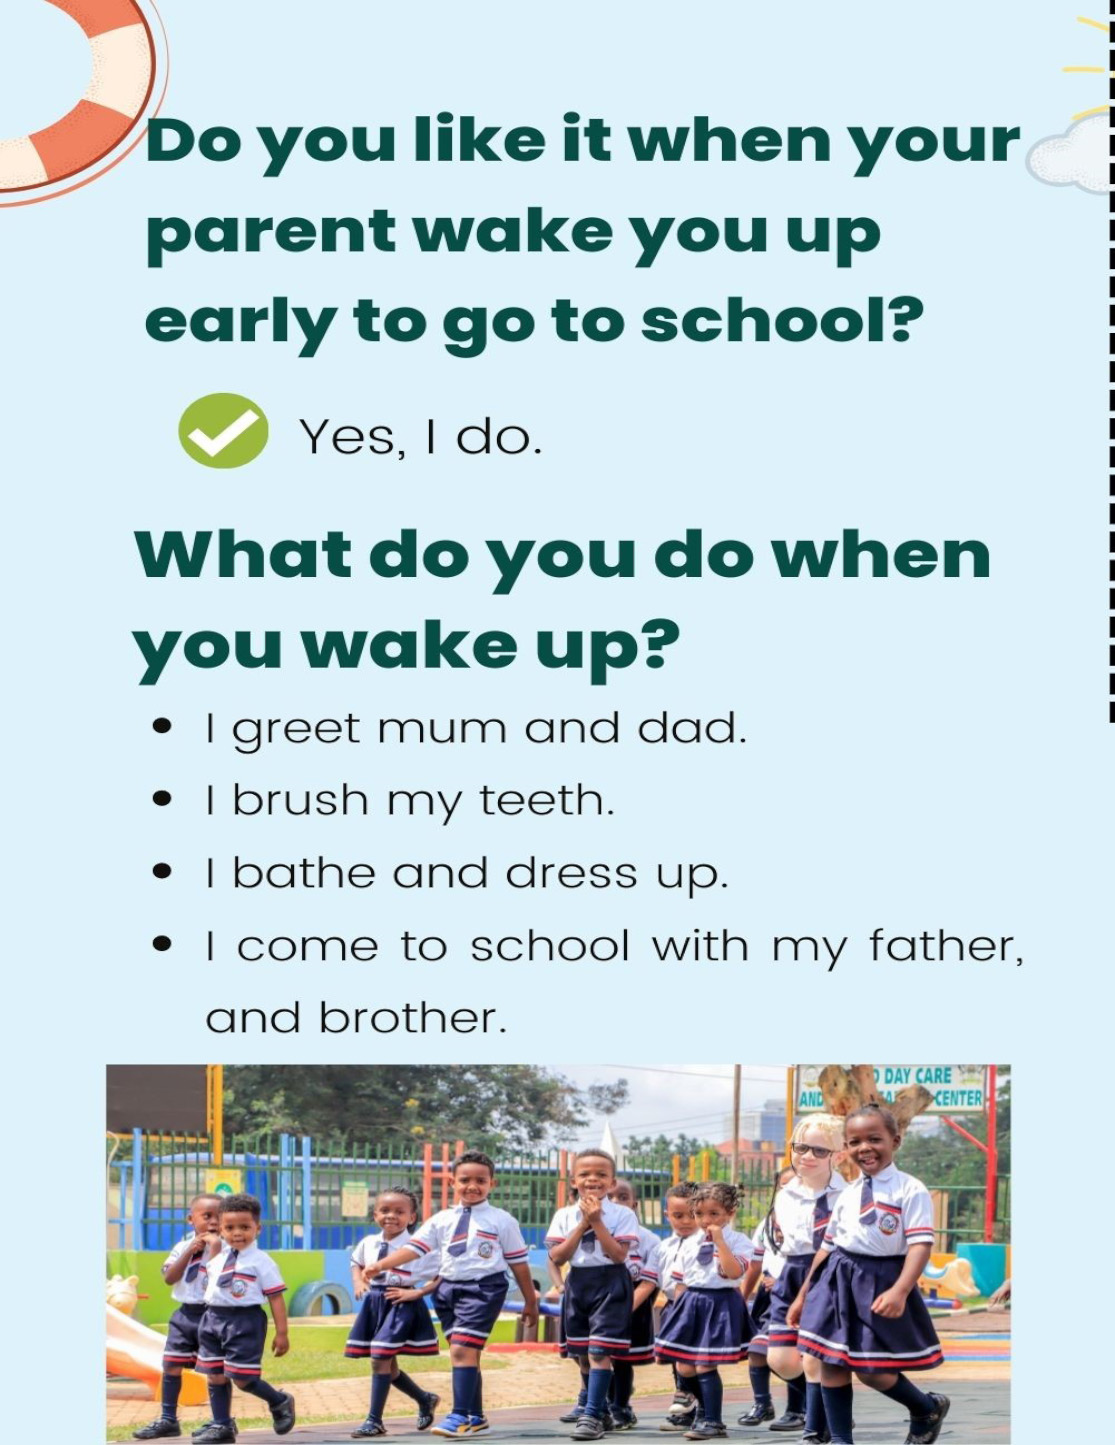 Do you like it when your
parent wake you up
early to go to school?
Yes, I do.
What do you do when
you wake up?
• I greet mum and dad.
• I brush my teeth.
• I bathe and dress up.
• I come to school with my father,
and brother.
DAY CARE
AND CENTER